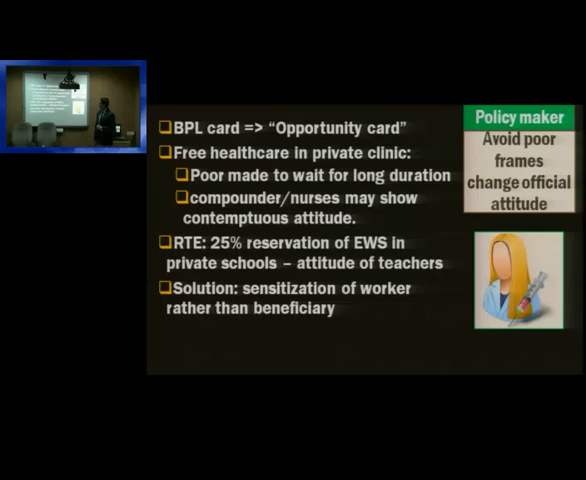 BPL card => “Opportunity card”
Free healthcare in private clinic:
Poor made to wait for long duration
compounder/nurses may show
contemptuous attitude.
RTE: 25% reservation of EWS in
private schools – attitude of teachers
Solution: sensitization of worker
rather than beneficiary
Policy maker
Avoid poor
frames
change official
attitude